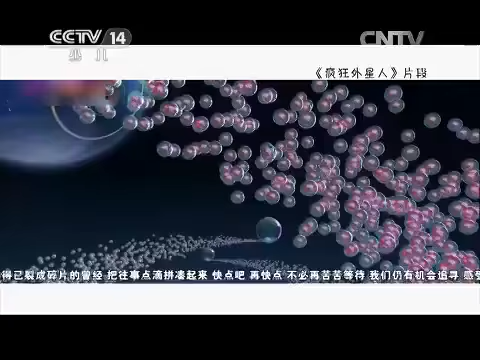 CCTV 14
少儿
CNTV
《疯狂外星人》片段
得已裂成碎片的曾经 把往事点滴拼凑起来 快点吧 再快点 不必再苦苦等待 我们仍有机会追寻 感受